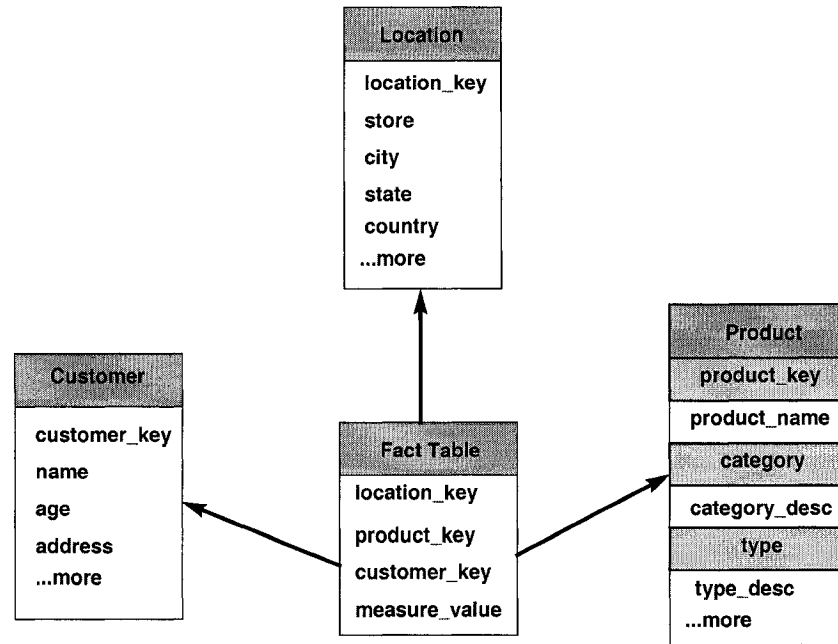 Location
location_key
store
city
state
country
...more
Customer
customer_key
name
age
address
...more
Fact Table
location_key
product_key
customer_key
measure_value
Product
product_key
product_name
category
category_desc
type
type_desc
...more